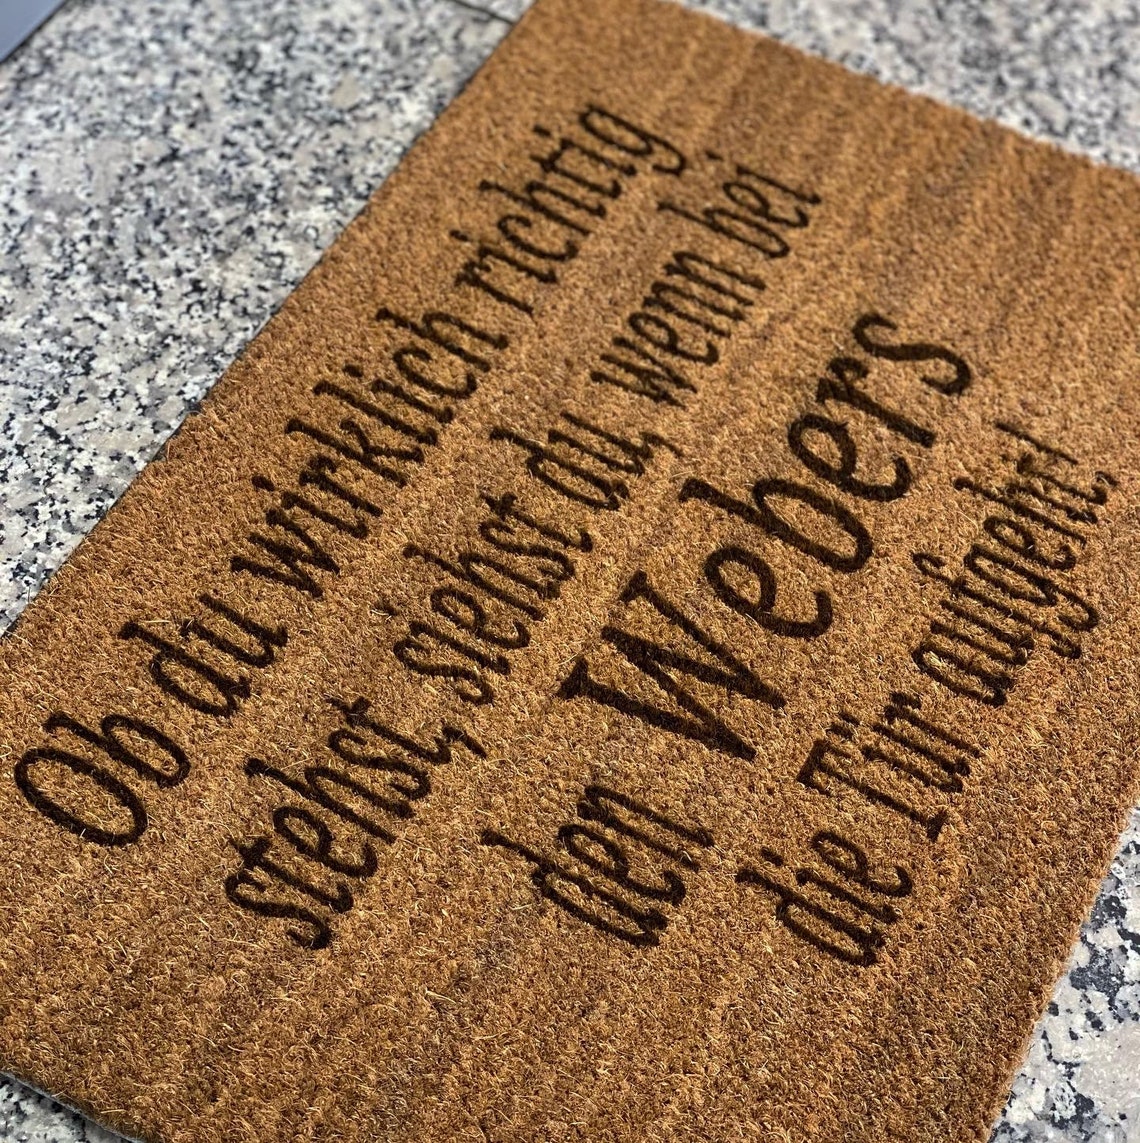 Ob du wirklich richtig
stehst, siehst du, wenn bei
den Webers
die Tür aufgeht!